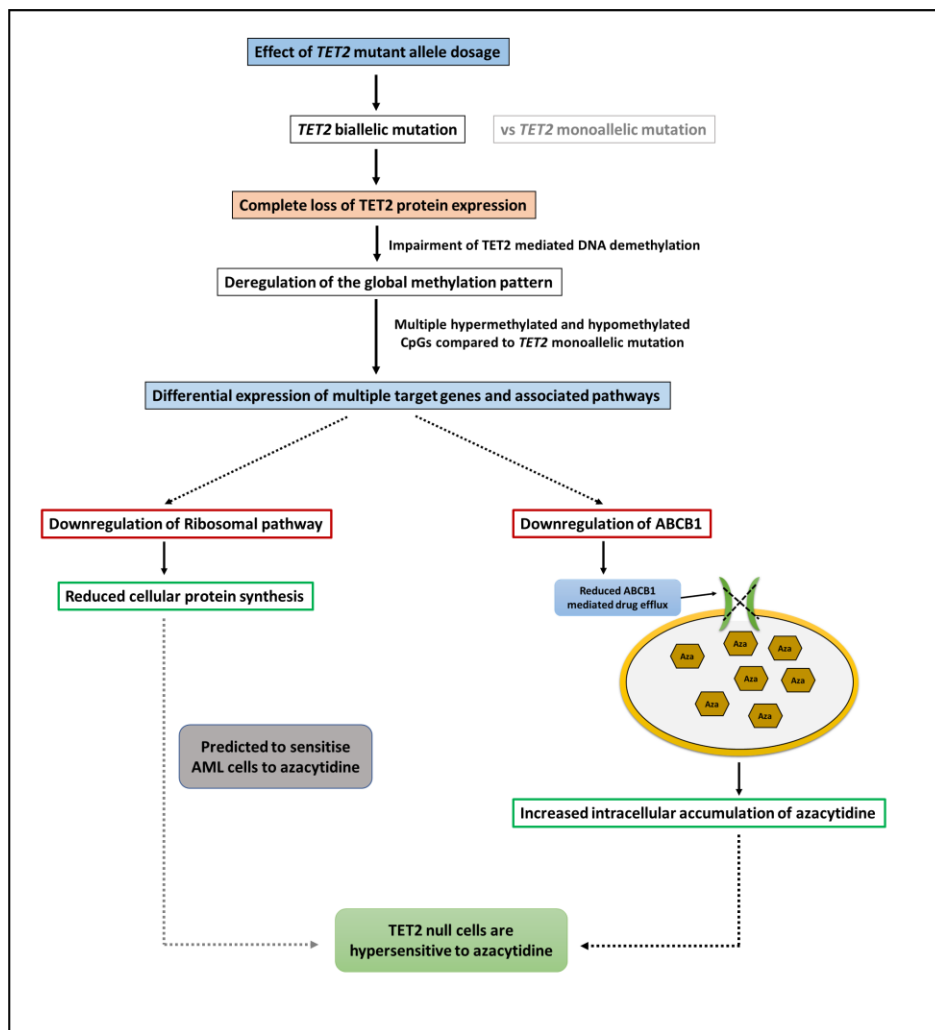 Effect of TET2 mutant allele dosage
TET2 biallelic mutation
vs TET2 monoallelic mutation
Complete loss of TET2 protein expression
Impairment of TET2 mediated DNA demethylation
Deregulation of the global methylation pattern
Multiple hypermethylated and hypomethylated
CpGs compared to TET2 monoallelic mutation
Differential expression of multiple target genes and associated pathways
Downregulation of Ribosomal pathway
Downregulation of ABCB1
Reduced cellular protein synthesis
Reduced ABCB1
mediated drug efflux
Aza
Aza
Aza
Aza
Aza
Aza
Aza
Predicted to sensitise
AML cells to azacytidine
Increased intracellular accumulation of azacytidine
TET2 null cells are
hypersensitive to azacytidine